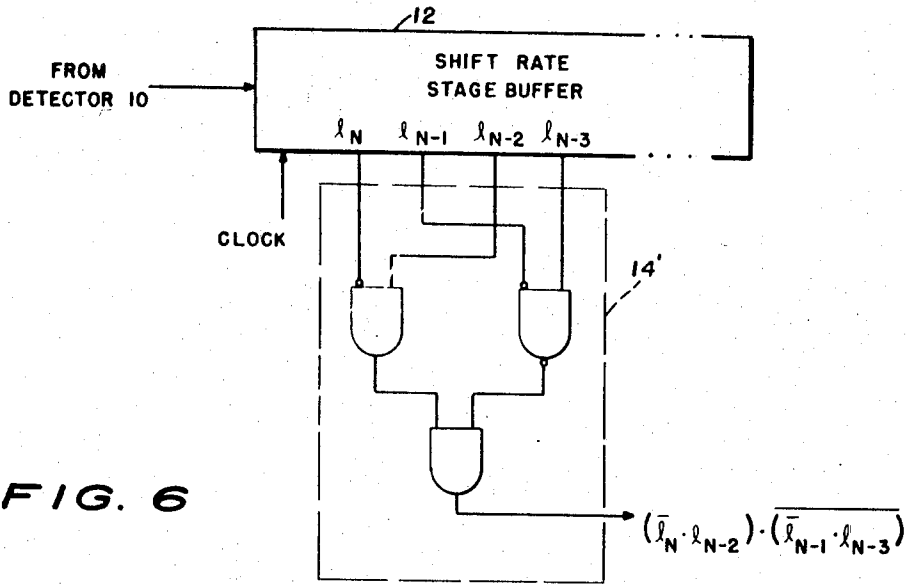 12
SHIFT RATE
STAGE BUFFER
FROM
DETECTOR 10
ℓN ℓN-1 ℓN-2 ℓN-3
CLOCK
14'
FIG. 6
(ℓ̄N·ℓN-2)·(ℓ̄N-1·ℓN-3)‾